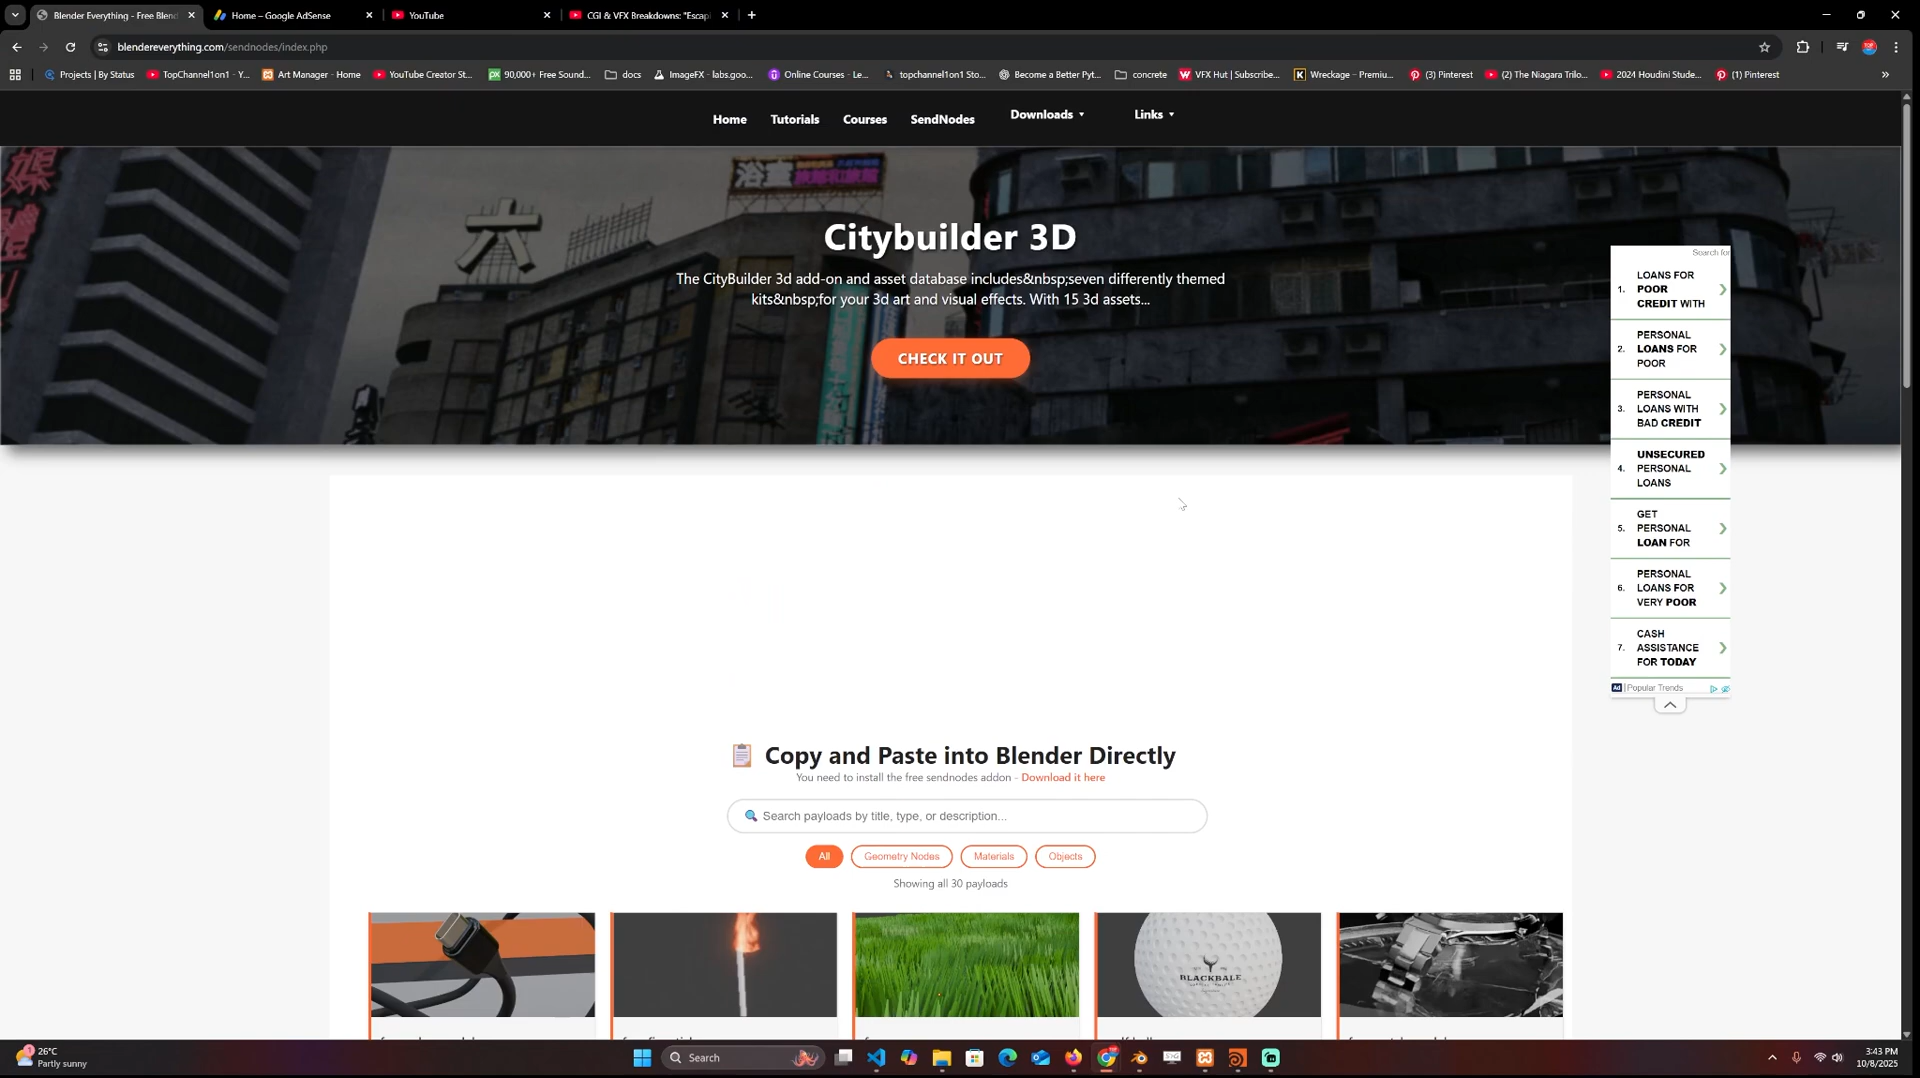 Blender Everything - Free Blend
Home – Google AdSense
YouTube
CGI & VFX Breakdowns: "Escapi
blendereverything.com/sendnodes/index.php
Projects | By Status
TopChannel1on1 - Y...
Art Manager - Home
YouTube Creator St...
90,000+ Free Sound...
docs
ImageFX - labs.goo...
Online Courses - Le...
topchannel1on1 Sto...
Become a Better Pyt...
concrete
VFX Hut | Subscribe...
Wreckage – Premiu...
(3) Pinterest
(2) The Niagara Trilo...
2024 Houdini Stude...
(1) Pinterest
Home
Tutorials
Courses
SendNodes
Downloads
Links
浴室
六
Citybuilder 3D
The CityBuilder 3d add-on and asset database includes&nbsp;seven differently themed
kits&nbsp;for your 3d art and visual effects. With 15 3d assets...
CHECK IT OUT
Search for
1. LOANS FOR
POOR
CREDIT WITH
2. PERSONAL
LOANS FOR
POOR
3. PERSONAL
LOANS WITH
BAD CREDIT
4. UNSECURED
PERSONAL
LOANS
5. GET
PERSONAL
LOAN FOR
6. PERSONAL
LOANS FOR
VERY POOR
7. CASH
ASSISTANCE
FOR TODAY
Ad | Popular Trends
Copy and Paste into Blender Directly
You need to install the free sendnodes addon - Download it here
Search payloads by title, type, or description...
All
Geometry Nodes
Materials
Objects
Showing all 30 payloads
BLACKBALE
26°C
Partly sunny
Search
3:43 PM
10/8/2025